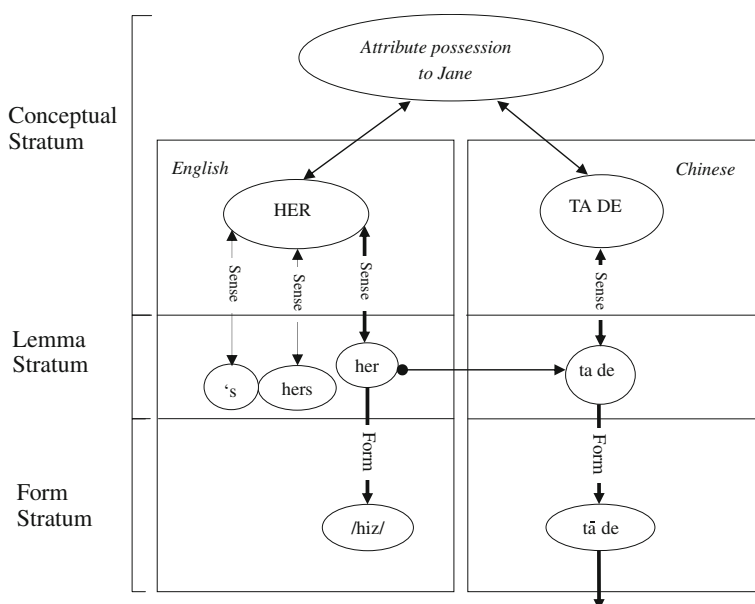 Attribute possession
to Jane
Conceptual
Stratum
English
Chinese
HER
TA DE
Sense
Sense
Sense
Sense
Lemma
Stratum
‘s
hers
her
ta de
Form
Form
Form
Stratum
/hiz/
tā de